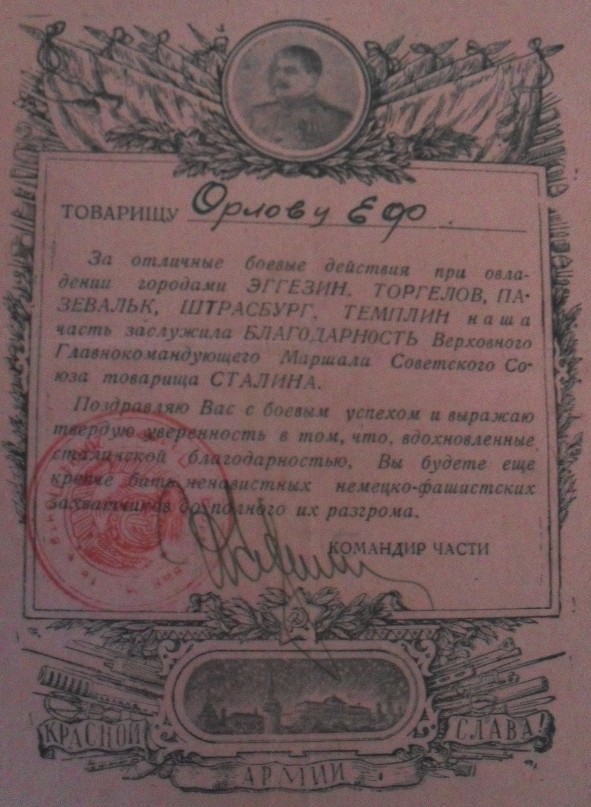 ТОВАРИЩУ Орлову Е Ф
За отличные боевые действия при овла-
дении городами ЭГГЕЗИН, ТОРГЕЛОВ, ПА-
ЗЕВАЛЬК, ШТРАСБУРГ, ТЕМПЛИН наша
часть заслужила БЛАГОДАРНОСТЬ Верховного
Главнокомандующего Маршала Советского Со-
юза товарища СТАЛИНА.
Поздравляю Вас с боевым успехом и выражаю
твердую уверенность в том, что, вдохновленные
сталинской благодарностью, Вы будете еще
крепче бить ненавистных немецко-фашистских
захватчиков до полного их разгрома.
КОМАНДИР ЧАСТИ
КРАСНОЙ
АРМИИ
СЛАВА!